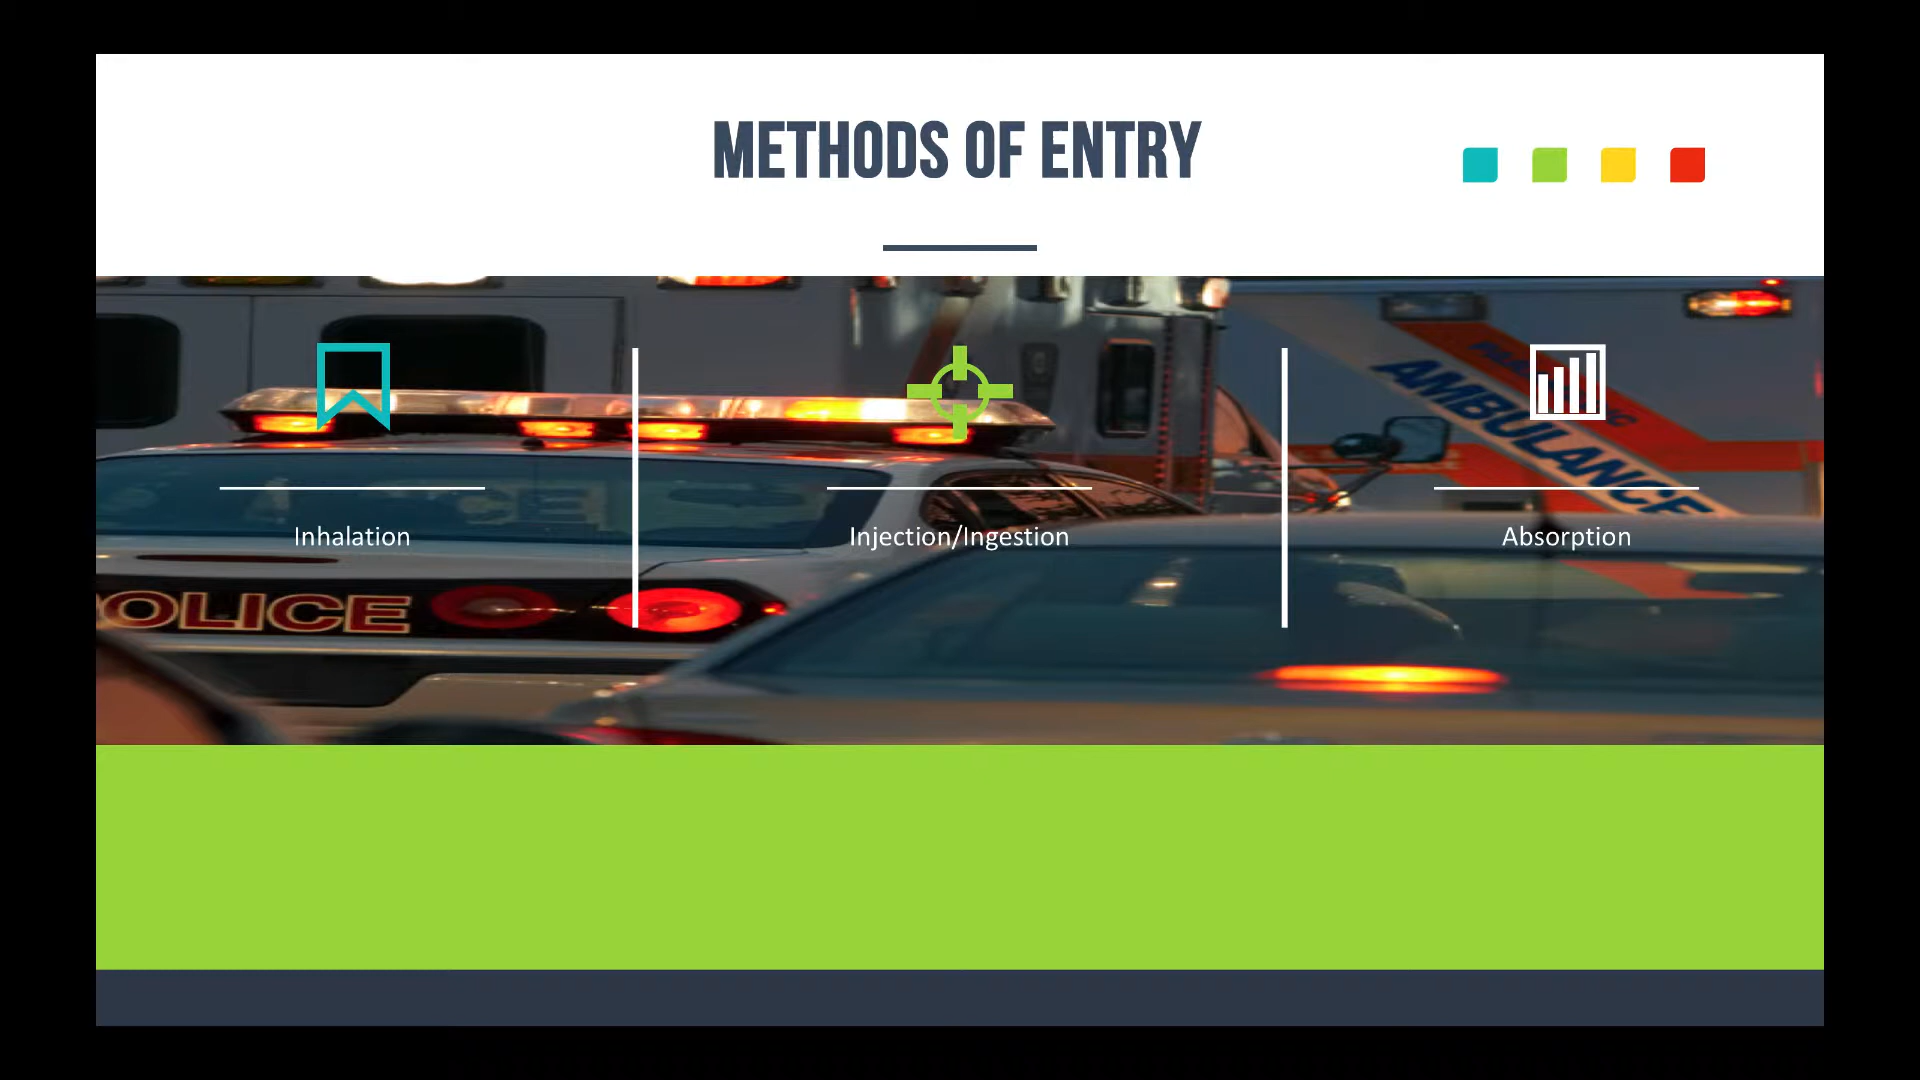 METHODS OF ENTRY
AMBULANCE
Inhalation
Injection/Ingestion
Absorption
OLICE